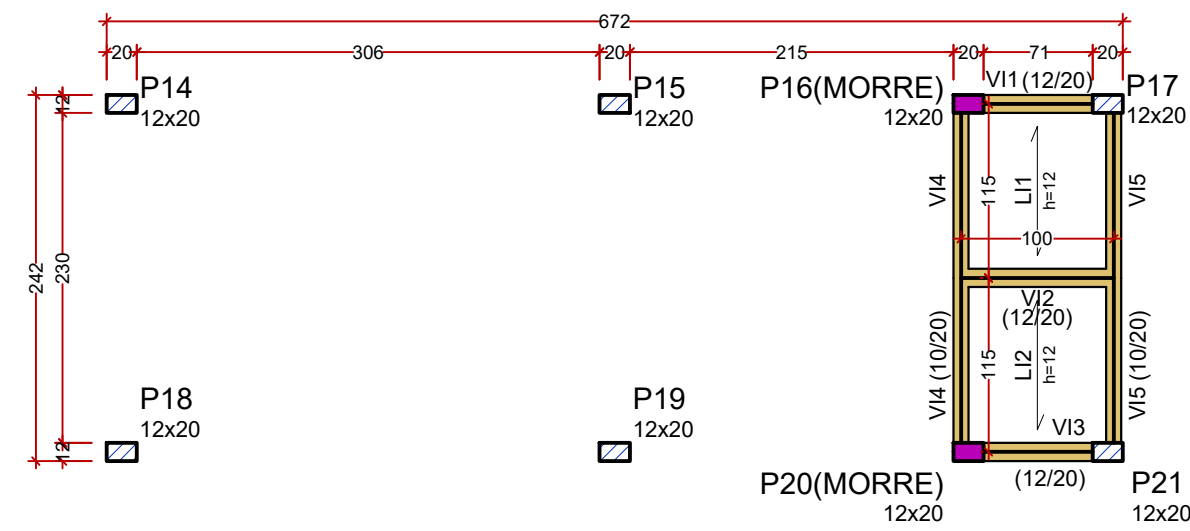 672
20 306 20 215 20 71 20
P14 P15 P16(MORRE) VI1 (12/20) P17
12 12x20 12x20 12x20 12x20
VI4 115 LI1 h=12 VI5
100
242 230
VI2
(12/20)
VI4 (10/20) 115 LI2 h=12 VI5 (10/20)
P18 P19 VI3
12x20 12x20
12
P20(MORRE) (12/20) P21
12x20 12x20